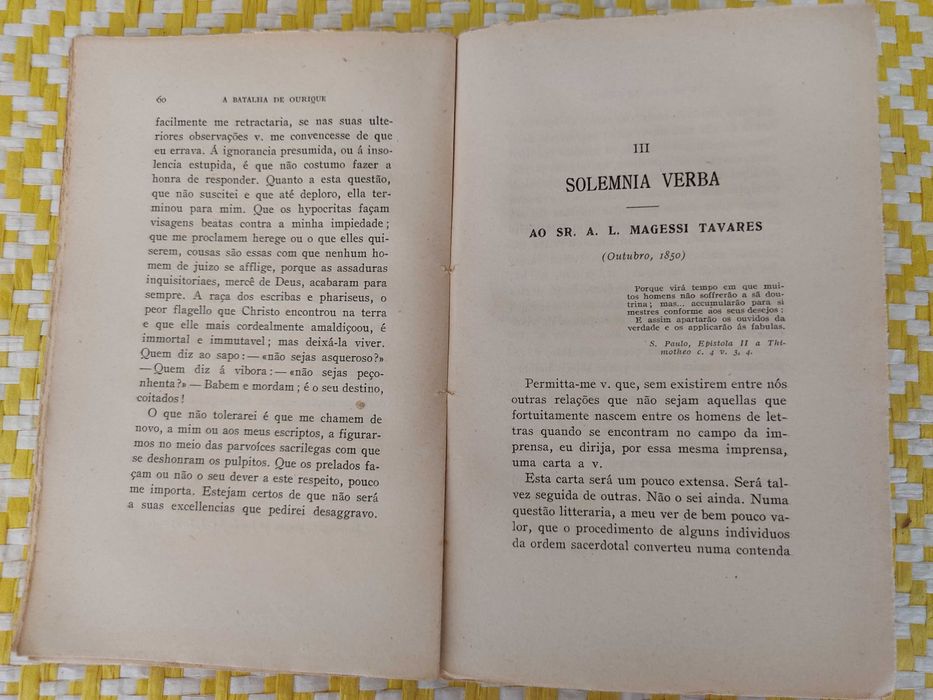 60 A BATALHA DE OURIQUE
facilmente me retractaria, se nas suas ulte-
riores observações v. me convencesse de que
eu errava. Á ignorancia presumida, ou á inso-
lencia estupida, é que não costumo fazer a
honra de responder. Quanto a esta questão,
que não suscitei e que até deploro, ella ter-
minou para mim. Que os hypocritas façam
visagens beatas contra a minha impiedade;
que me proclamem herege ou o que elles qui-
serem, cousas são essas com que nenhum ho-
mem de juizo se afflige, porque as assaduras
inquisitoriaes, mercê de Deus, acabaram para
sempre. A raça dos escribas e phariseus, o
peor flagello que Christo encontrou na terra
e que elle mais cordealmente amaldiçoou, é
immortal e immutavel; mas deixá-la viver.
Quem diz ao sapo: — «não sejas asqueroso?»
— Quem diz á vibora: — «não sejas peço-
nhenta?» — Babem e mordam; é o seu destino,
coitados!
O que não tolerarei é que me chamem de
novo, a mim ou aos meus escriptos, a figurar-
mos no meio das parvoíces sacrilegas com que
se deshonram os pulpitos. Que os prelados fa-
çam ou não o seu dever a este respeito, pouco
me importa. Estejam certos de que não será
a suas excellencias que pedirei desaggravo.
III
SOLEMNIA VERBA
AO SR. A. L. MAGESSI TAVARES
(Outubro, 1850)
Porque virá tempo em que mui-
tos homens não soffrerão a sã dou-
trina; mas... accumularão para si
mestres conforme aos seus desejos:
E assim apartarão os ouvidos da
verdade e os applicarão ás fabulas.
S. Paulo, Epistola II a Thi-
motheo c. 4 v. 3, 4.
Permitta-me v. que, sem existirem entre nós
outras relações que não sejam aquellas que
fortuitamente nascem entre os homens de let-
tras quando se encontram no campo da im-
prensa, eu dirija, por essa mesma imprensa,
uma carta a v.
Esta carta será um pouco extensa. Será tal-
vez seguida de outras. Não o sei ainda. Numa
questão litteraria, a meu ver de bem pouco va-
lor, que o procedimento de alguns individuos
da ordem sacerdotal converteu numa contenda